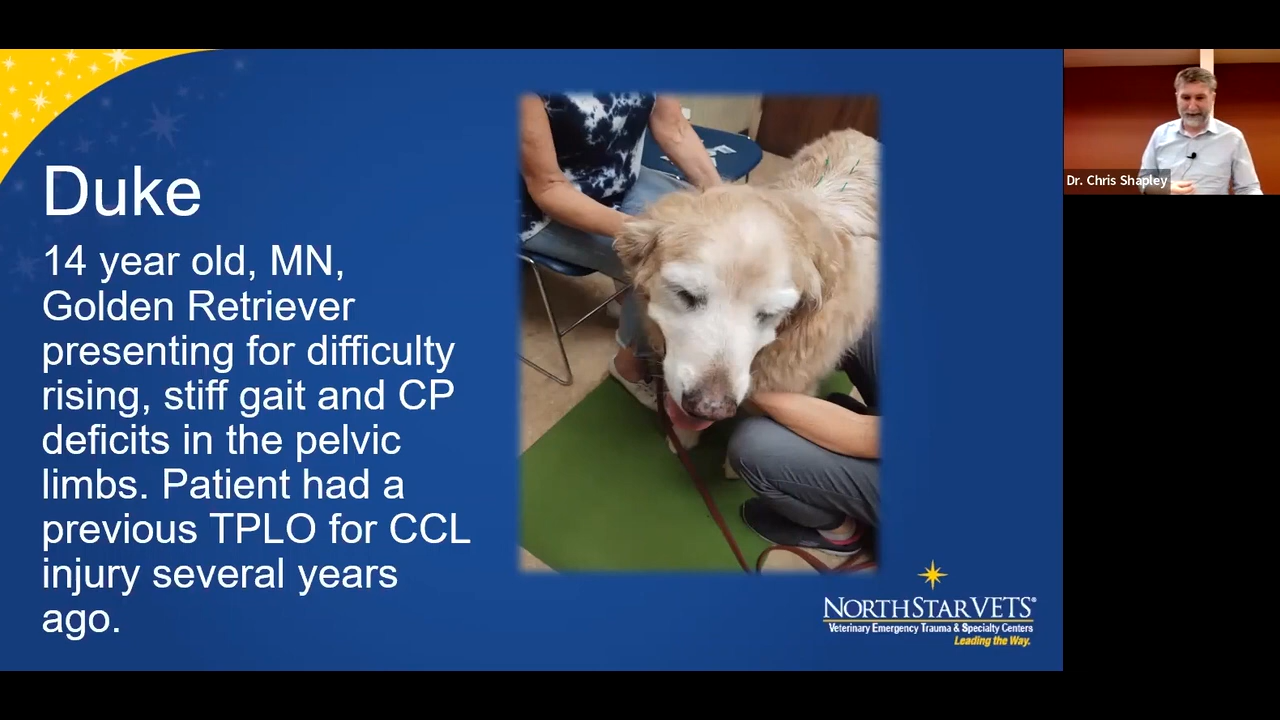 Duke
14 year old, MN,
Golden Retriever
presenting for difficulty
rising, stiff gait and CP
deficits in the pelvic
limbs. Patient had a
previous TPLO for CCL
injury several years
ago.
NORTHSTARVETS®
Veterinary Emergency Trauma & Specialty Centers
Leading the Way.
Dr. Chris Shapley